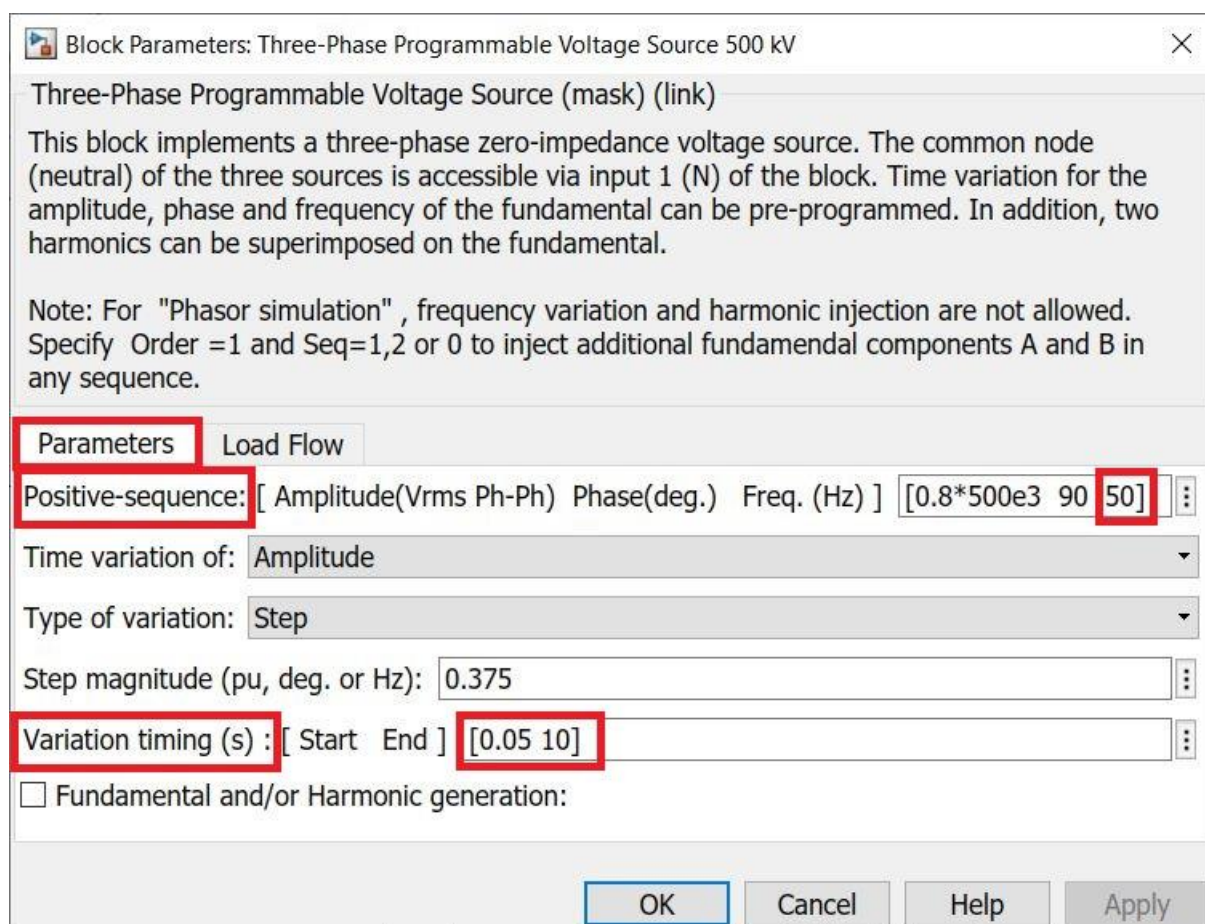 Block Parameters: Three-Phase Programmable Voltage Source 500 kV
Three-Phase Programmable Voltage Source (mask) (link)
This block implements a three-phase zero-impedance voltage source. The common node
(neutral) of the three sources is accessible via input 1 (N) of the block. Time variation for the
amplitude, phase and frequency of the fundamental can be pre-programmed. In addition, two
harmonics can be superimposed on the fundamental.
Note: For "Phasor simulation" , frequency variation and harmonic injection are not allowed.
Specify Order =1 and Seq=1,2 or 0 to inject additional fundamendal components A and B in
any sequence.
Parameters Load Flow
Positive-sequence: [ Amplitude(Vrms Ph-Ph) Phase(deg.) Freq. (Hz) ] [0.8*500e3 90 50]
Time variation of: Amplitude
Type of variation: Step
Step magnitude (pu, deg. or Hz): 0.375
Variation timing (s) : [ Start End ] [0.05 10]
Fundamental and/or Harmonic generation:
OK Cancel Help Apply